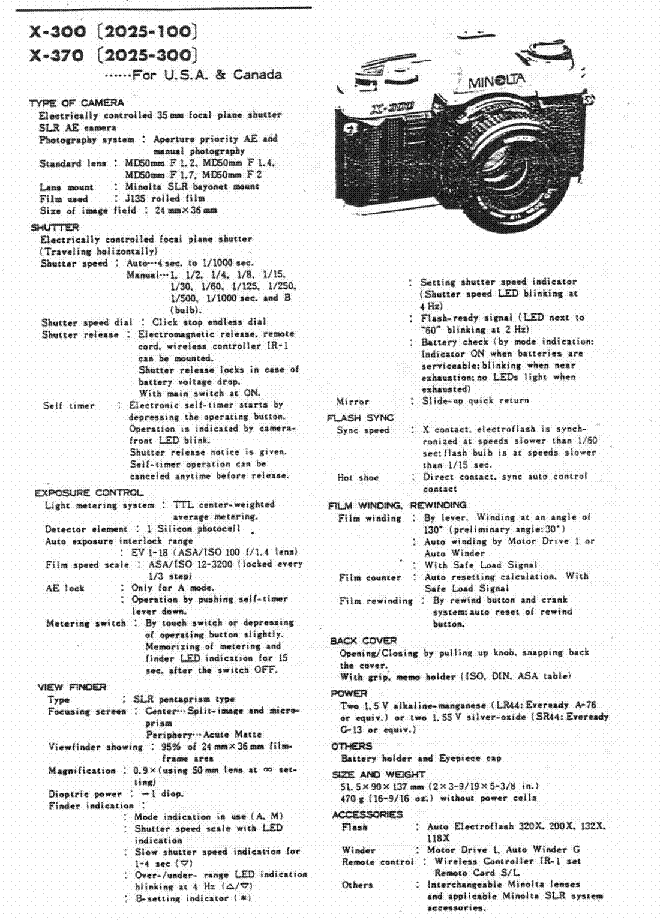 X-300 [2025-100]
X-370 [2025-300]
······For U.S.A. & Canada
TYPE OF CAMERA
Electrically controlled 35 mm focal plane shutter
SLR AE camera
Photography system : Aperture priority AE and
manual photography
Standard lens : MD50mm F 1.2, MD50mm F 1.4,
MD50mm F 1.7, MD50mm F 2
Lens mount : Minolta SLR bayonet mount
Film used : J135 rolled film
Size of image field : 24 mm×36 mm
SHUTTER
Electrically controlled focal plane shutter
(Traveling holizontally)
Shutter speed : Auto···4 sec. to 1/1000 sec.
Manual···1, 1/2, 1/4, 1/8, 1/15,
1/30, 1/60, 1/125, 1/250,
1/500, 1/1000 sec. and B
(bulb).
Shutter speed dial : Click stop endless dial
Shutter release : Electromagnetic release, remote
cord, wireless controller IR-1
can be mounted.
Shutter release locks in case of
battery voltage drop.
With main switch at ON.
Self timer : Electronic self-timer starts by
depressing the operating button.
Operation is indicated by camera-
front LED blink.
Shutter release notice is given.
Self-timer operation can be
canceled anytime before release.
EXPOSURE CONTROL
Light metering system : TTL center-weighted
average metering.
Detector element : 1 Silicon photocell
Auto exposure interlock range
: EV 1-18 (ASA/ISO 100 f/1.4 lens)
Film speed scale : ASA/ISO 12-3200 (locked every
1/3 step)
AE lock : Only for A mode.
: Operation by pushing self-timer
lever down.
Metering switch : By touch switch or depressing
of operating button slightly.
Memorizing of metering and
finder LED indication for 15
sec. after the switch OFF.
VIEW FINDER
Type : SLR pentaprism type
Focusing screen : Center···Split-image and micro-
prism
Periphery···Acute Matte
Viewfinder showing : 95% of 24 mm×36 mm film-
frame area
Magnification : 0.9×(using 50 mm lens at ∞ set-
ting)
Dioptric power : −1 diop.
Finder indication :
: Mode indication in use (A, M)
: Shutter speed scale with LED
indication
: Slow shutter speed indication for
1-4 sec (▽)
: Over-/under- range LED indication
blinking at 4 Hz (△/▽)
: B-setting indicator (*)
MINOLTA
X-300
: Setting shutter speed indicator
(Shutter speed LED blinking at
4 Hz)
: Flash-ready signal (LED next to
"60" blinking at 2 Hz)
: Battery check (by mode indication:
Indicator ON when batteries are
serviceable; blinking when near
exhaustion; no LEDs light when
exhausted)
Mirror : Slide-up quick return
FLASH SYNC
Sync speed : X contact, electroflash is synch-
ronized at speeds slower than 1/60
sec; flash bulb is at speeds slower
than 1/15 sec.
Hot shoe : Direct contact, sync auto control
contact
FILM WINDING, REWINDING
Film winding : By lever. Winding at an angle of
130° (preliminary angle:30°)
: Auto winding by Motor Drive 1 or
Auto Winder
: With Safe Load Signal
Film counter : Auto resetting calculation. With
Safe Load Signal
Film rewinding : By rewind button and crank
system; auto reset of rewind
button.
BACK COVER
Opening/Closing by pulling up knob, snapping back
the cover.
With grip, memo holder (ISO, DIN, ASA table)
POWER
Two 1.5 V alkaline-manganese (LR44: Eveready A-76
or equiv.) or two 1.55 V silver-oxide (SR44: Eveready
G-13 or equiv.)
OTHERS
Battery holder and Eyepiece cap
SIZE AND WEIGHT
51.5×90×137 mm (2×3-9/19×5-3/8 in.)
470 g (16-9/16 oz.) without power cells
ACCESSORIES
Flash : Auto Electroflash 320X, 200X, 132X,
118X
Winder : Motor Drive 1, Auto Winder G
Remote control : Wireless Controller IR-1 set
Remote Card S/L
Others : Interchangeable Minolta lenses
and applicable Minolta SLR system
accessories.